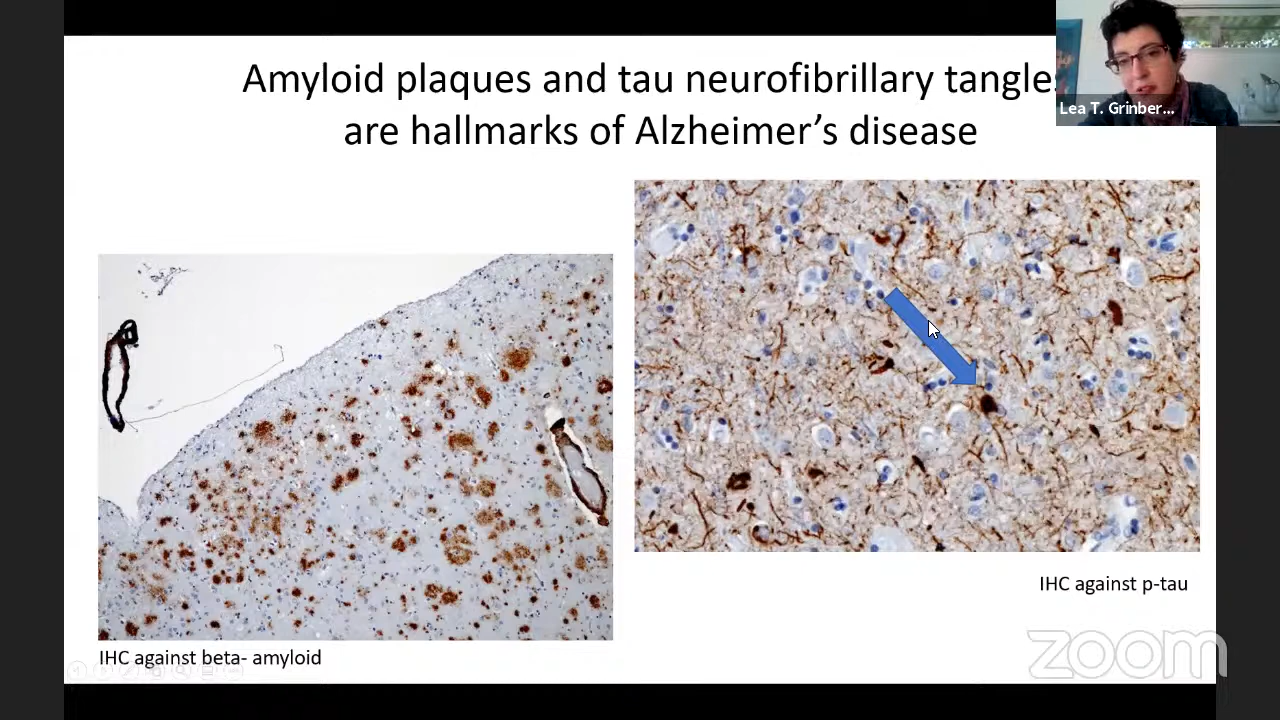 Amyloid plaques and tau neurofibrillary tangles
are hallmarks of Alzheimer’s disease
Lea T. Grinber...
IHC against p-tau
IHC against beta- amyloid
zoom